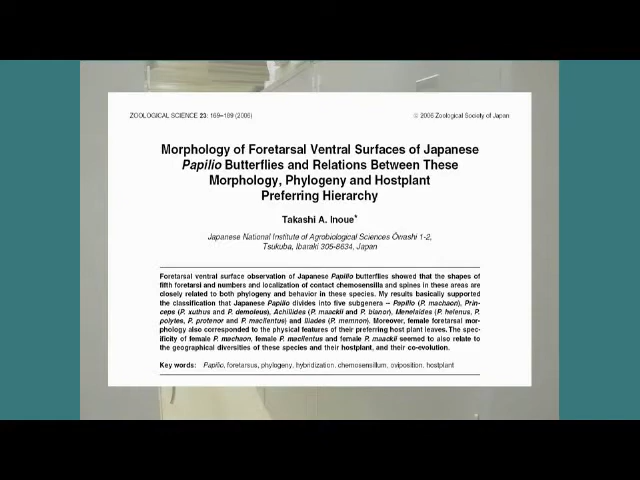 ZOOLOGICAL SCIENCE 23: 169–189 (2006)
© 2006 Zoological Society of Japan
Morphology of Foretarsal Ventral Surfaces of Japanese
Papilio Butterflies and Relations Between These
Morphology, Phylogeny and Hostplant
Preferring Hierarchy
Takashi A. Inoue*
Japanese National Institute of Agrobiological Sciences Ôwashi 1-2,
Tsukuba, Ibaraki 305-8634, Japan
Foretarsal ventral surface observation of Japanese Papilio butterflies showed that the shapes of
fifth foretarsi and numbers and localization of contact chemosensilla and spines in these areas are
closely related to both phylogeny and behavior in these species. My results basically supported
the classification that Japanese Papilio divides into five subgenera -- Papilio (P. machaon), Prin-
ceps (P. xuthus and P. demoleus), Achillides (P. maackii and P. bianor), Menelaides (P. helenus, P.
polytes, P. protenor and P. macilentus) and Iliades (P. memnon). Moreover, female foretarsal mor-
phology also corresponded to the physical features of their preferring host plant leaves. The spec-
ificity of female P. machaon, female P. macilentus and female P. maackii seemed to also relate to
the geographical diversities of these species and their hostplant, and their co-evolution.
Key words: Papilio, foretarsus, phylogeny, hybridization, chemosensillum, oviposition, hostplant